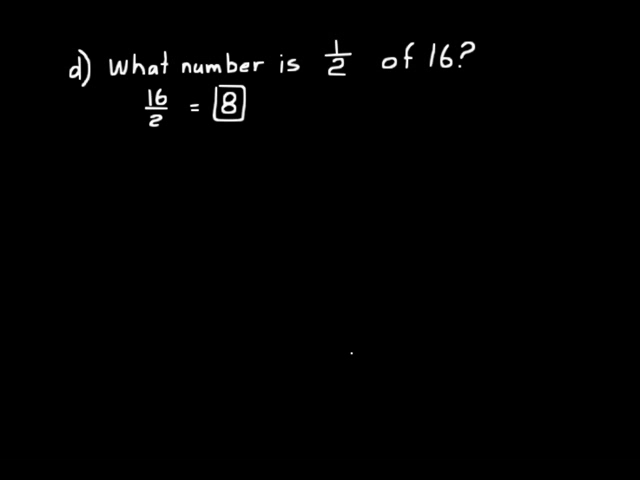 d) What number is 1/2 of 16?
16/2 = 8